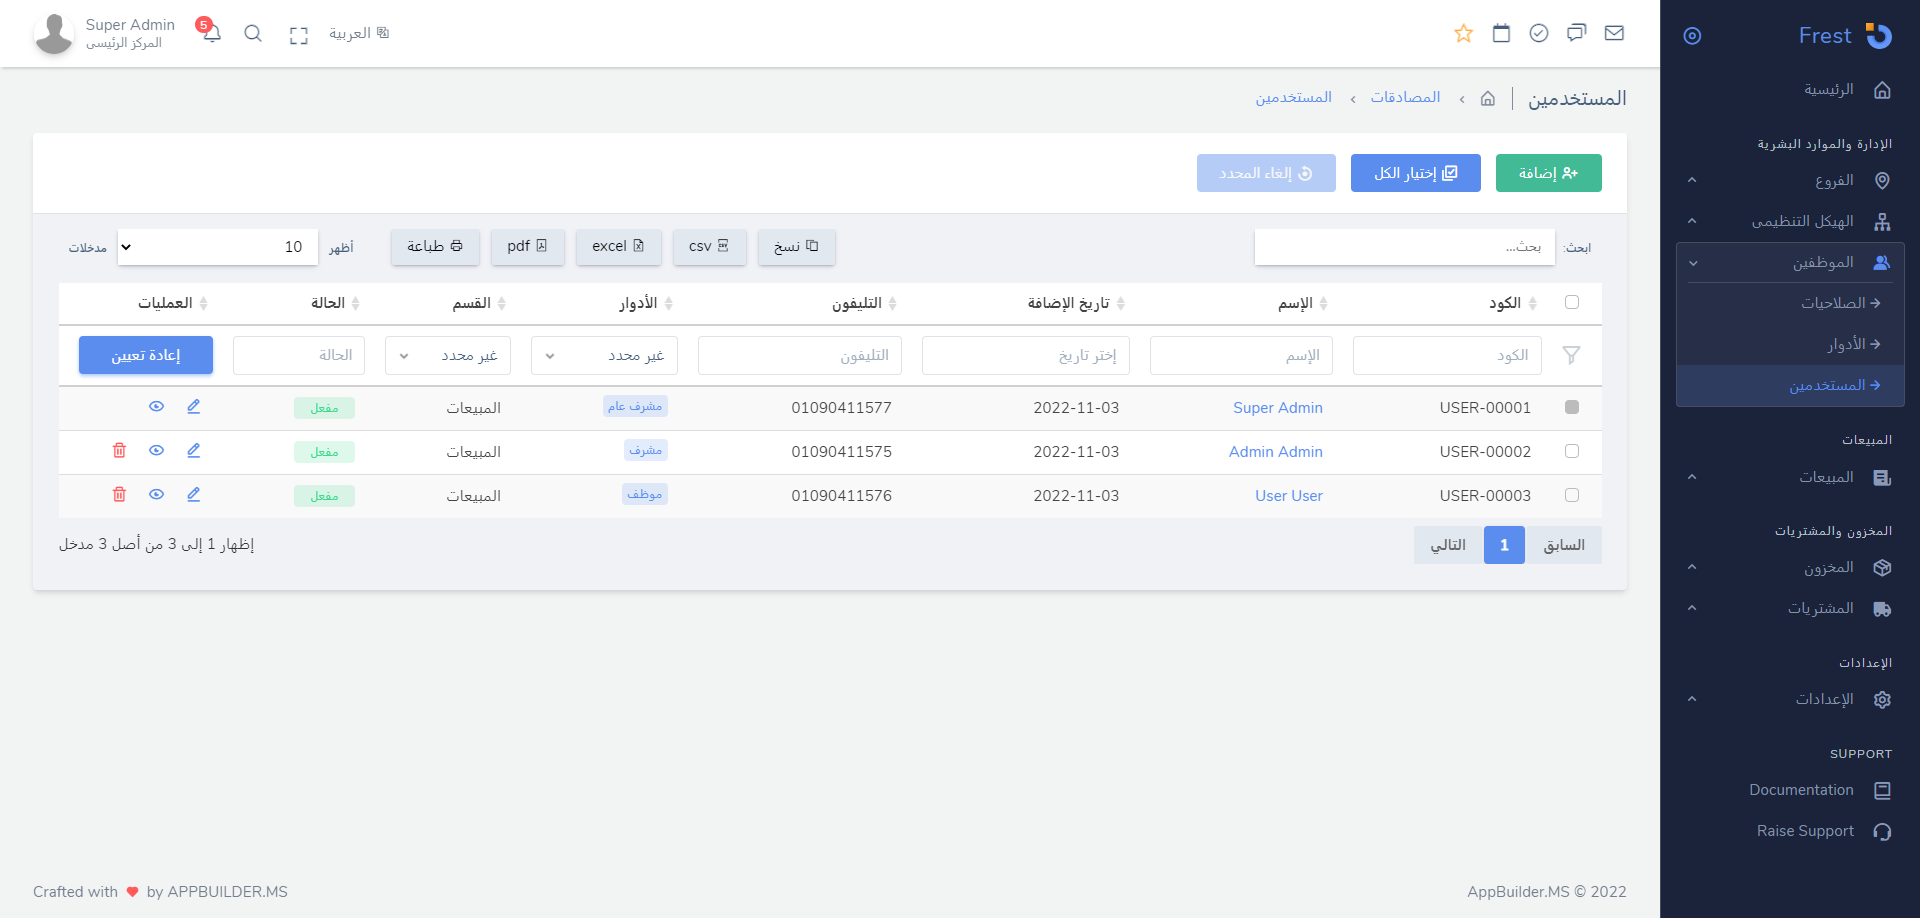 Super Admin
المركز الرئيسى
5
العربية
Frest
الرئيسية
الإدارة والموارد البشرية
الفروع
الهيكل التنظيمى
الموظفين
الصلاحيات
الأدوار
المستخدمين
المبيعات
المبيعات
المخزون والمشتريات
المخزون
المشتريات
الإعدادات
الإعدادات
SUPPORT
Documentation
Raise Support
المستخدمين
المصادقات
المستخدمين
إضافة
إختيار الكل
إلغاء المحدد
ابحث:
بحث...
نسخ
csv
excel
pdf
طباعة
أظهر 10 مدخلات
الكود الإسم تاريخ الإضافة التليفون الأدوار القسم الحالة العمليات
الكود الإسم إختر تاريخ التليفون غير محدد غير محدد الحالة إعادة تعيين
USER-00001 Super Admin 2022-11-03 01090411577 مشرف عام المبيعات مفعل
USER-00002 Admin Admin 2022-11-03 01090411575 مشرف المبيعات مفعل
USER-00003 User User 2022-11-03 01090411576 موظف المبيعات مفعل
السابق 1 التالي
إظهار 1 إلى 3 من أصل 3 مدخل
AppBuilder.MS © 2022
Crafted with by APPBUILDER.MS